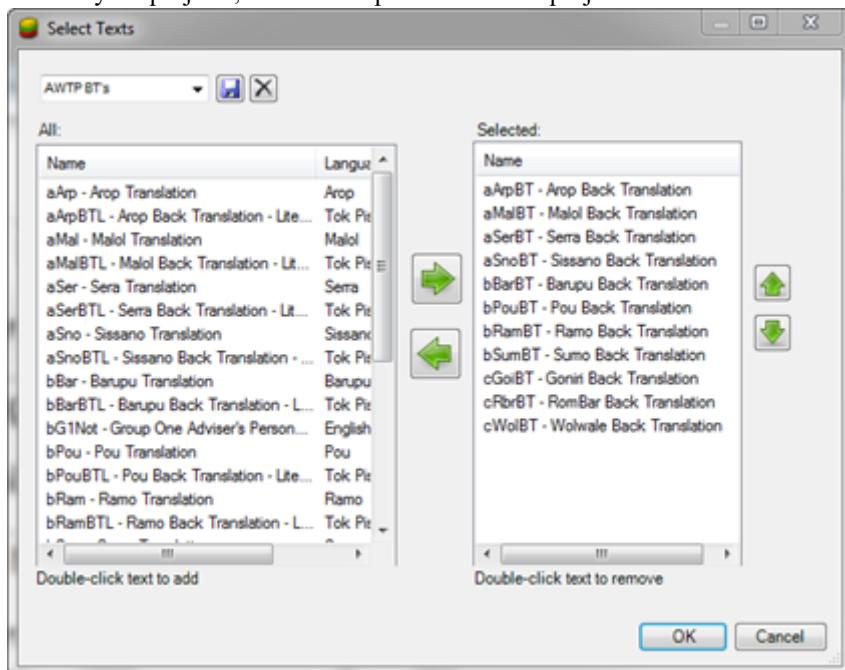 Select Texts
AWTP BT's
All:
Name Langua
aArp - Arop Translation Arop
aArpBTL - Arop Back Translation - Lite... Tok Pis
aMal - Malol Translation Malol
aMalBTL - Malol Back Translation - Lit... Tok Pis
aSer - Sera Translation Serra
aSerBTL - Serra Back Translation - Lit... Tok Pis
aSno - Sissano Translation Sissano
aSnoBTL - Sissano Back Translation - ... Tok Pis
bBar - Barupu Translation Barupu
bBarBTL - Barupu Back Translation - L... Tok Pis
bG1Not - Group One Adviser's Person... English
bPou - Pou Translation Pou
bPouBTL - Pou Back Translation - Lite... Tok Pis
bRam - Ramo Translation Ramo
bRamBTL - Ramo Back Translation - L... Tok Pis
Double-click text to add
Selected:
Name
aArpBT - Arop Back Translation
aMalBT - Malol Back Translation
aSerBT - Serra Back Translation
aSnoBT - Sissano Back Translation
bBarBT - Barupu Back Translation
bPouBT - Pou Back Translation
bRamBT - Ramo Back Translation
bSumBT - Sumo Back Translation
cGoiBT - Goniri Back Translation
cRbrBT - RomBar Back Translation
cWolBT - Wolwale Back Translation
Double-click text to remove
OK Cancel